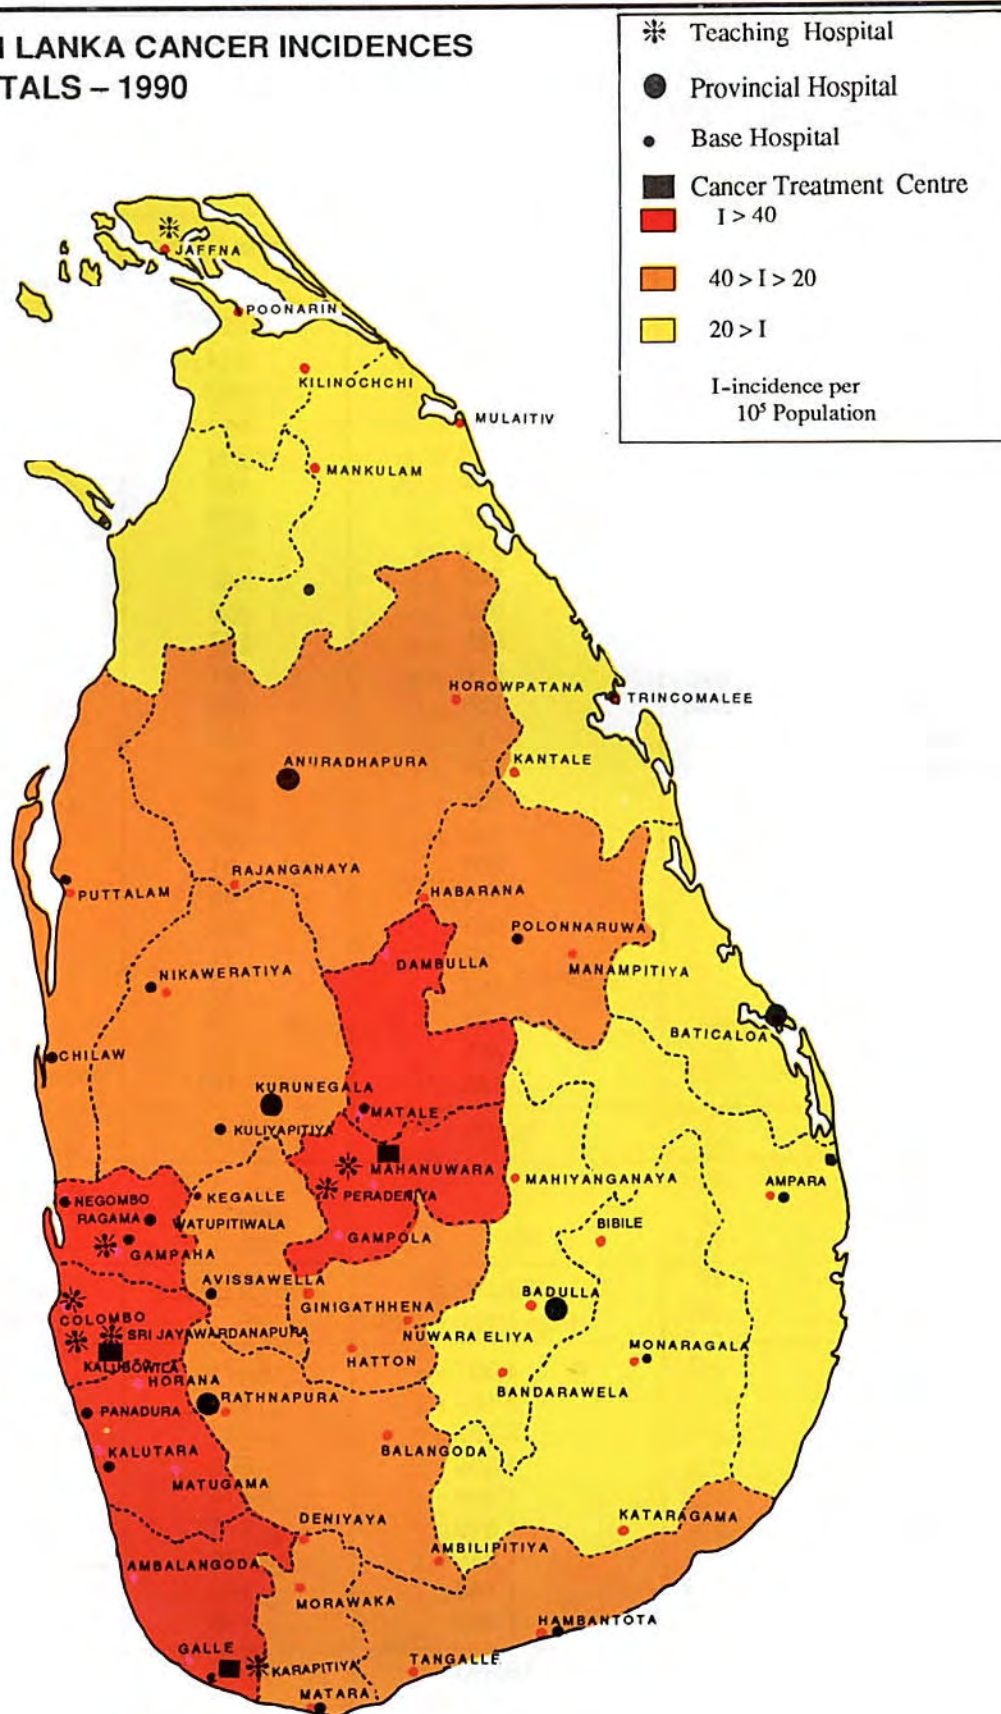 I LANKA CANCER INCIDENCES
TALS – 1990
Teaching Hospital
Provincial Hospital
Base Hospital
Cancer Treatment Centre
I > 40
40 > I > 20
20 > I
I-incidence per
10⁵ Population
JAFFNA
POONARIN
KILINOCHCHI
MULAITIV
MANKULAM
HOROWPATANA
TRINCOMALEE
ANURADHAPURA
KANTALE
RAJANGANAYA
PUTTALAM
HABARANA
POLONNARUWA
DAMBULLA
MANAMPITIYA
NIKAWERATIYA
BATICALOA
CHILAW
KURUNEGALA
MATALE
KULIYAPITIYA
MAHANUWARA
MAHIYANGANAYA
AMPARA
NEGOMBO
KEGALLE
PERADENIYA
RAGAMA
WATUPITIWALA
BIBILE
GAMPOLA
GAMPAHA
AVISSAWELLA
BADULLA
COLOMBO
GINIGATHHENA
SRI JAYAWARDANAPURA
NUWARA ELIYA
MONARAGALA
KALUBOWILA
HATTON
HORANA
BANDARAWELA
RATHNAPURA
PANADURA
KALUTARA
BALANGODA
MATUGAMA
KATARAGAMA
DENIYAYA
AMBILIPITIYA
AMBALANGODA
MORAWAKA
HAMBANTOTA
GALLE
TANGALLE
KARAPITIYA
MATARA